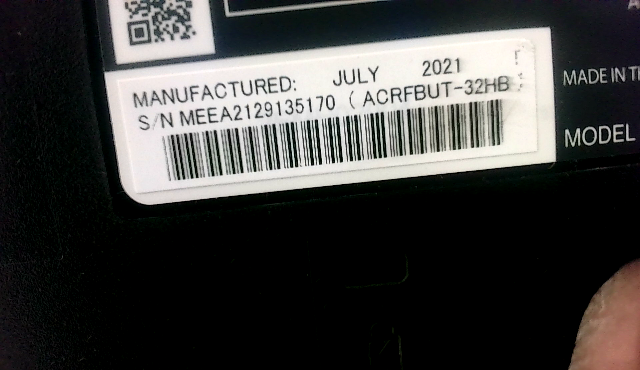 MANUFACTURED: JULY 2021
S/N MEEA2129135170 ( ACRFBUT-32HB
MADE IN
MODEL